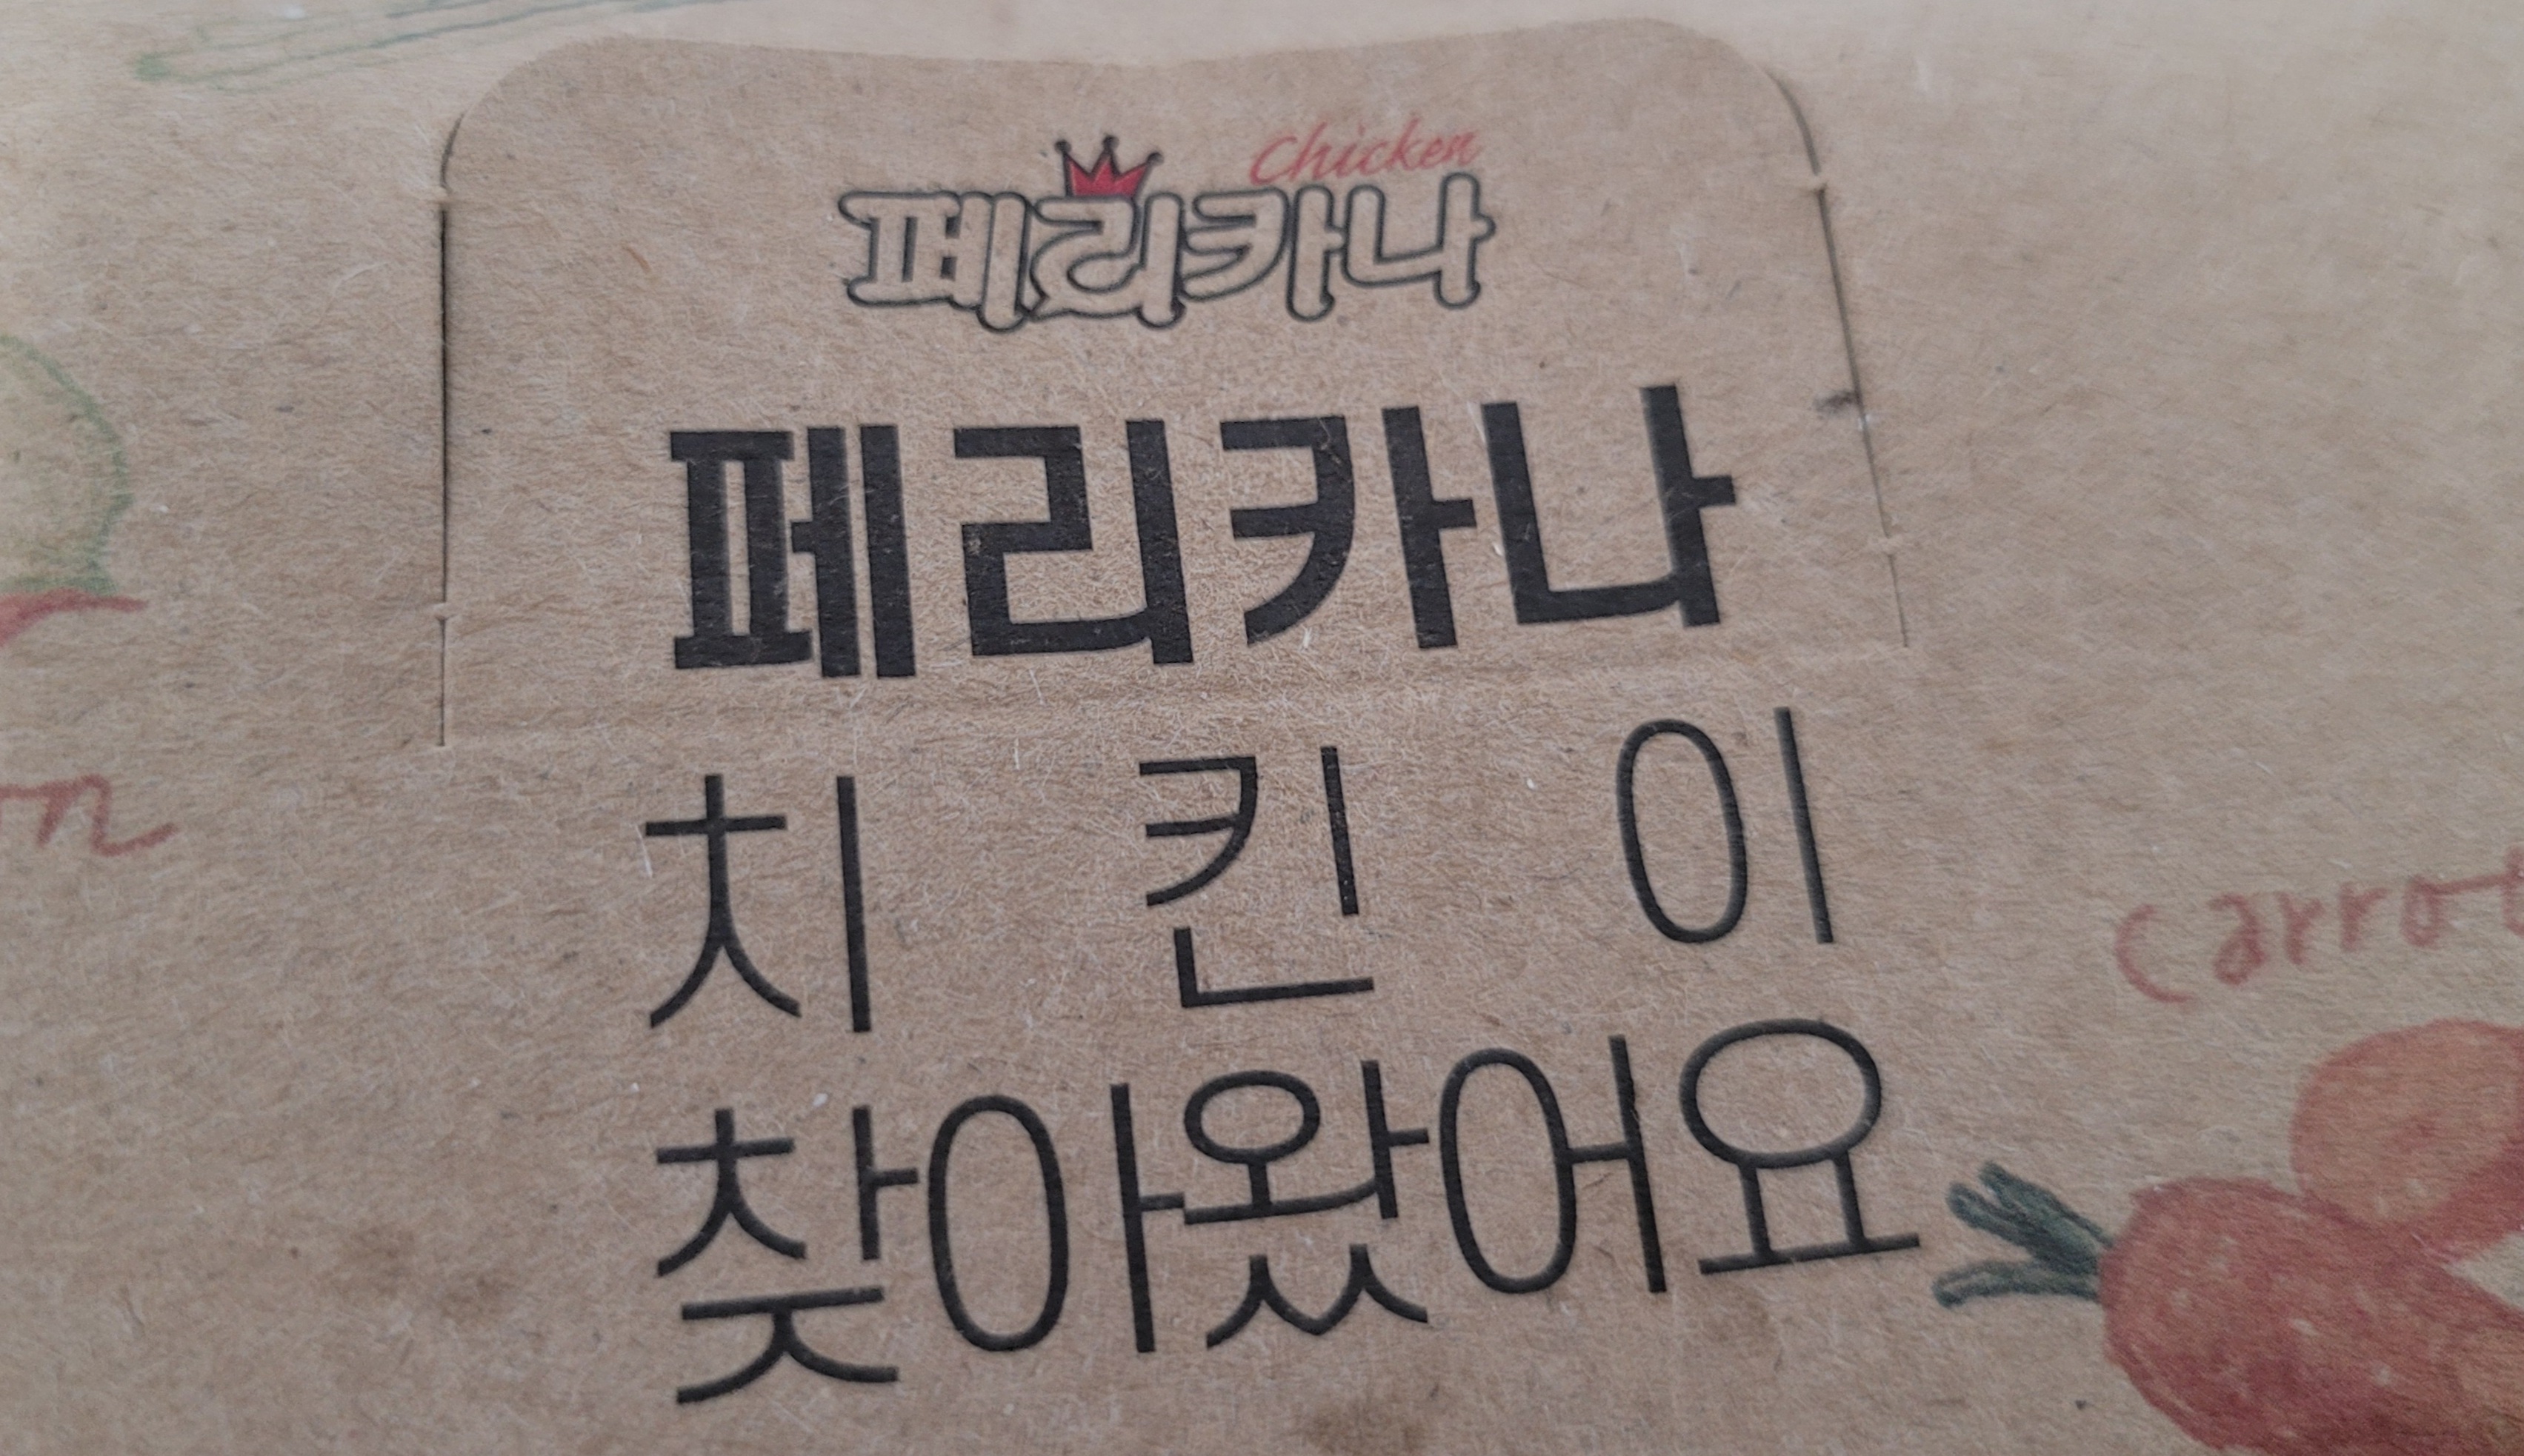 Chicken
페리카나
페리카나
치 킨 이
찾아왔어요